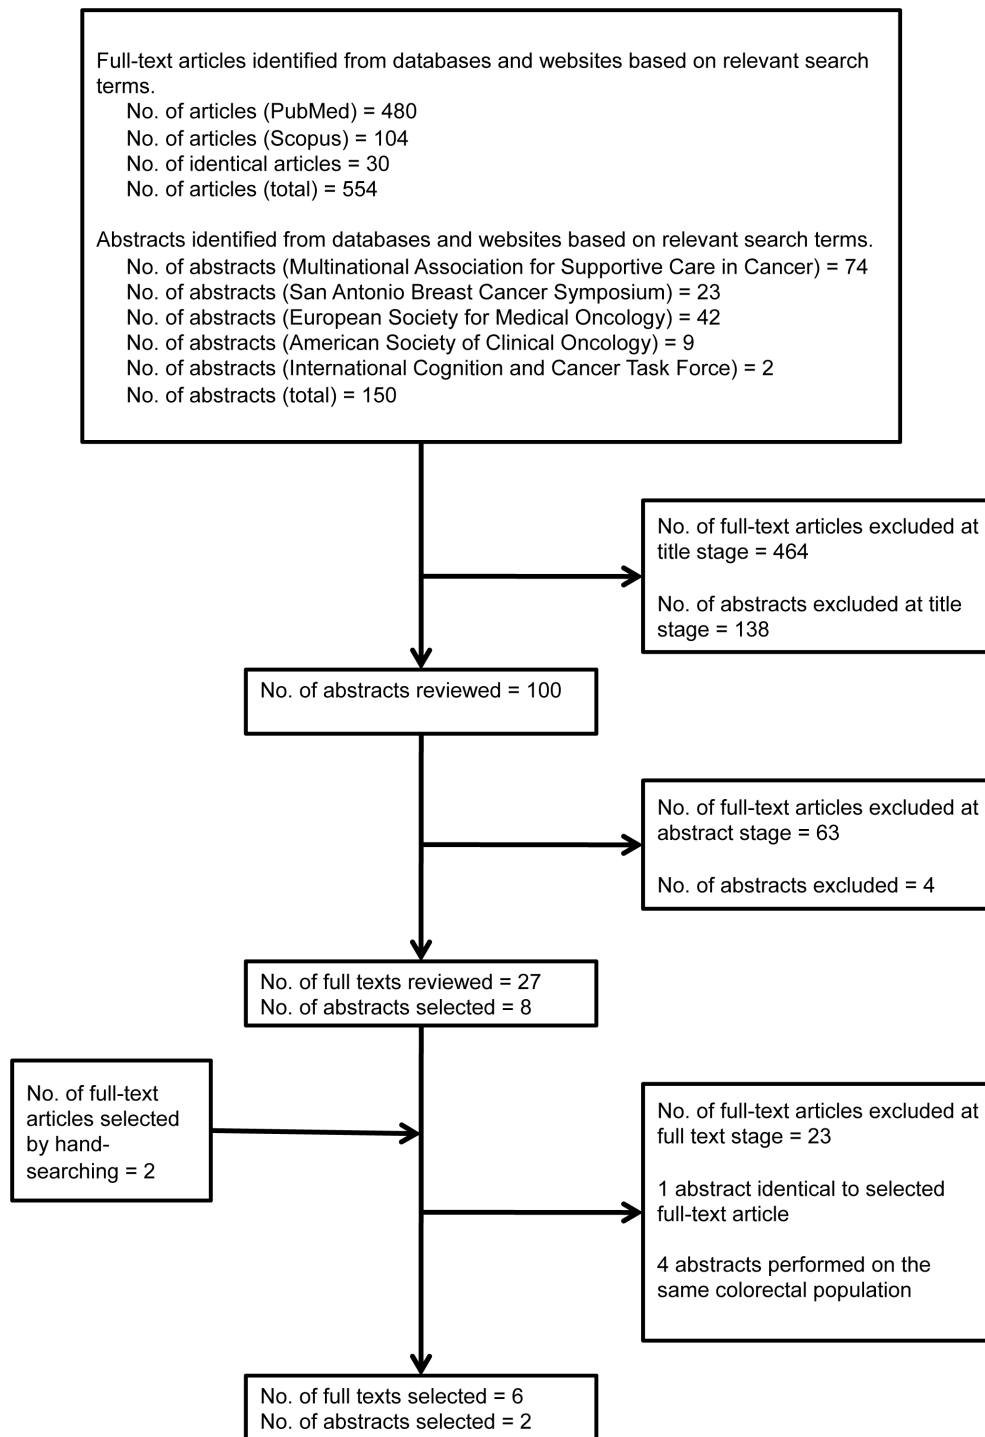 Full-text articles identified from databases and websites based on relevant search
terms.
No. of articles (PubMed) = 480
No. of articles (Scopus) = 104
No. of identical articles = 30
No. of articles (total) = 554
Abstracts identified from databases and websites based on relevant search terms.
No. of abstracts (Multinational Association for Supportive Care in Cancer) = 74
No. of abstracts (San Antonio Breast Cancer Symposium) = 23
No. of abstracts (European Society for Medical Oncology) = 42
No. of abstracts (American Society of Clinical Oncology) = 9
No. of abstracts (International Cognition and Cancer Task Force) = 2
No. of abstracts (total) = 150
No. of full-text articles excluded at
title stage = 464
No. of abstracts excluded at title
stage = 138
No. of abstracts reviewed = 100
No. of full-text articles excluded at
abstract stage = 63
No. of abstracts excluded = 4
No. of full texts reviewed = 27
No. of abstracts selected = 8
No. of full-text
articles selected
by hand-
searching = 2
No. of full-text articles excluded at
full text stage = 23
1 abstract identical to selected
full-text article
4 abstracts performed on the
same colorectal population
No. of full texts selected = 6
No. of abstracts selected = 2